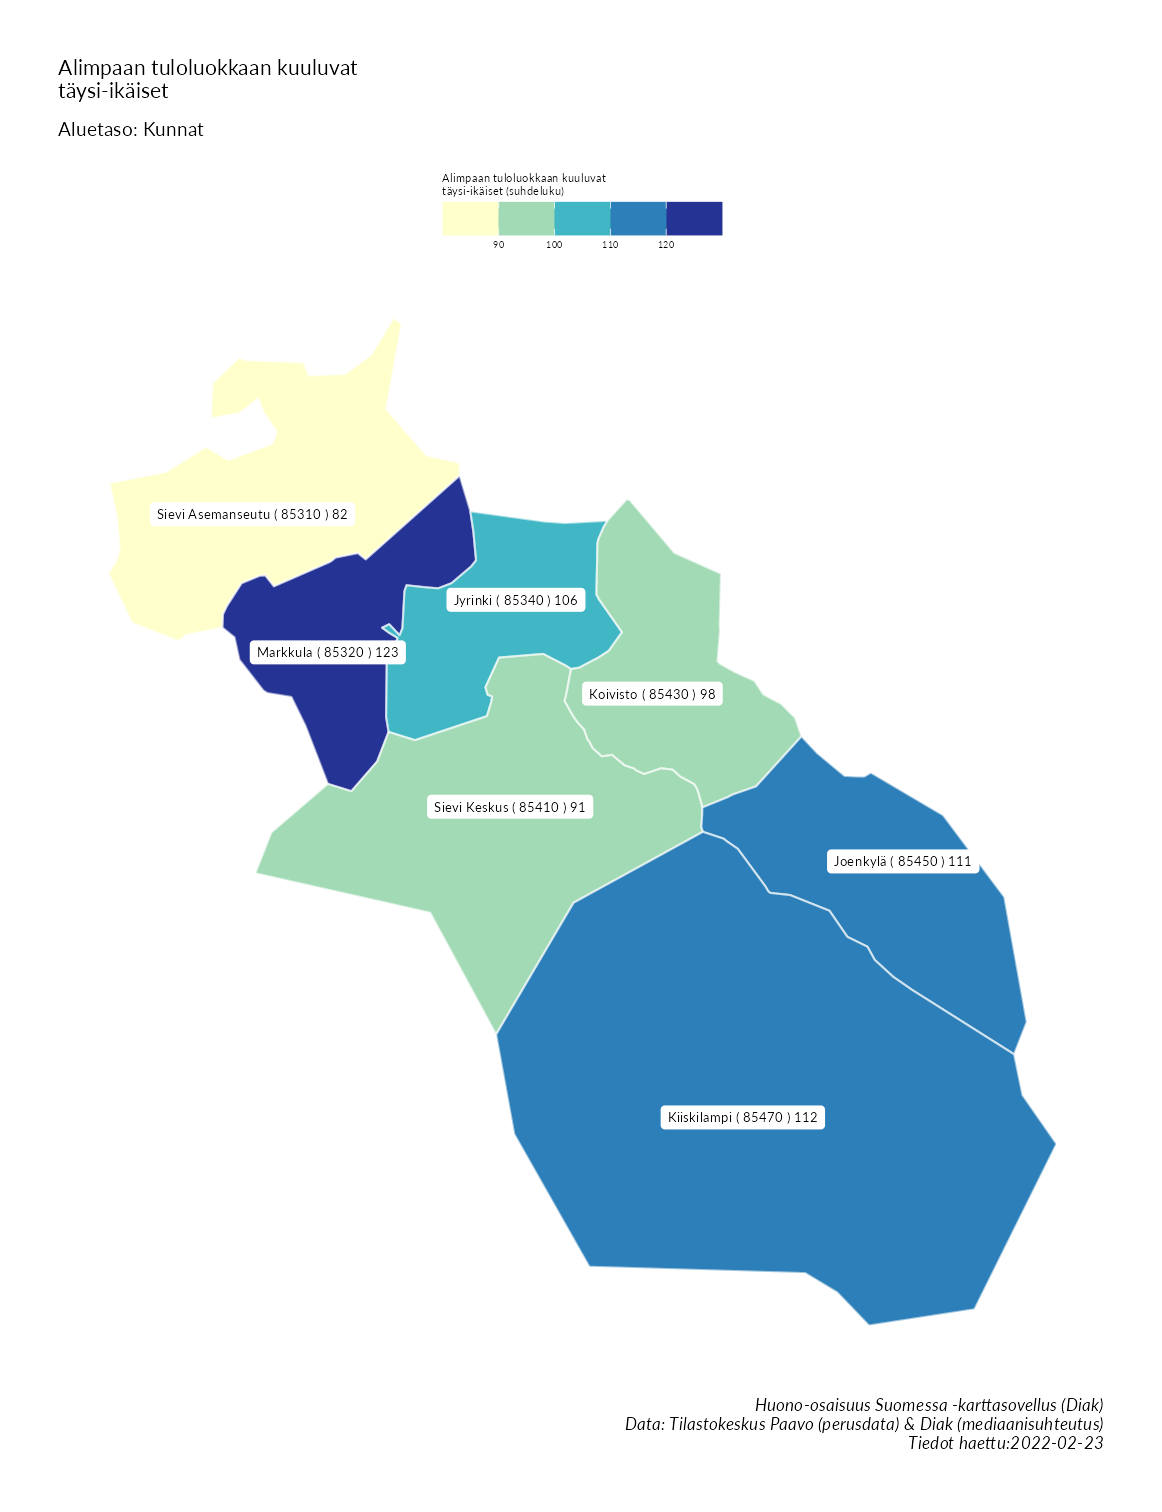 Alimpaan tuloluokkaan kuuluvat
täysi-ikäiset
Aluetaso: Kunnat
Alimpaan tuloluokkaan kuuluvat
täysi-ikäiset (suhdeluku)
90 100 110 120
Sievi Asemanseutu ( 85310 ) 82
Jyrinki ( 85340 ) 106
Markkula ( 85320 ) 123
Koivisto ( 85430 ) 98
Sievi Keskus ( 85410 ) 91
Joenkylä ( 85450 ) 111
Kiiskilampi ( 85470 ) 112
Huono-osaisuus Suomessa -karttasovellus (Diak)
Data: Tilastokeskus Paavo (perusdata) & Diak (mediaanisuhteutus)
Tiedot haettu:2022-02-23